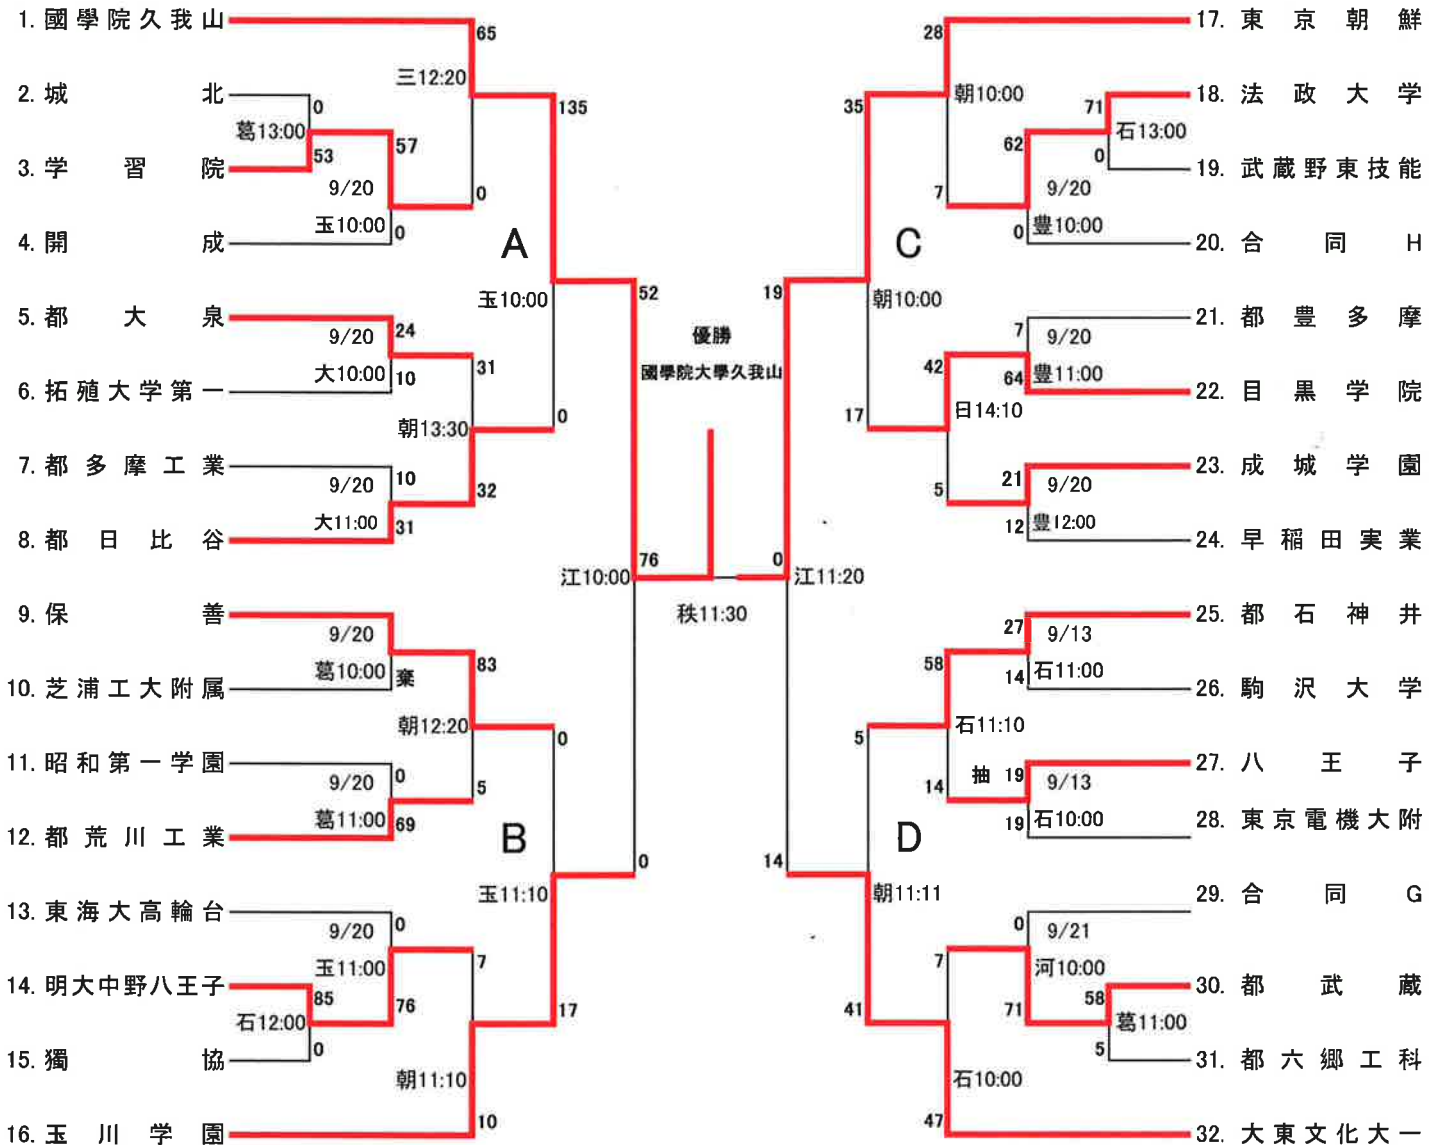 1. 國學院久我山
65
三12:20
2. 城北
0
135
葛13:00
53
57
3. 学習院
9/20
0
玉10:00
0
4. 開成
A
玉10:00
5. 都大泉
24
9/20
大10:00
10
31
6. 拓殖大学第一
0
朝13:30
7. 都多摩工業
10
9/20
32
大11:00
31
8. 都日比谷
52
76
江10:00
9. 保善
9/20
83
葛10:00
棄
10. 芝浦工大附属
朝12:20
0
11. 昭和第一学園
0
9/20
5
葛11:00
69
12. 都荒川工業
B
0
玉11:10
13. 東海大高輪台
0
9/20
7
玉11:00
14. 明大中野八王子
85
76
17
石12:00
0
15. 獨協
朝11:10
10
16. 玉川学園
優勝
國學院大學久我山
秩11:30
17. 東京朝鮮
28
朝10:00
35
71
18. 法政大学
石13:00
62
0
19. 武蔵野東技能
9/20
7
豊10:00
0
20. 合同H
C
19
朝10:00
21. 都豊多摩
7
9/20
42
豊11:00
64
22. 目黒学院
日14:10
17
23. 成城学園
21
9/20
5
豊12:00
12
24. 早稲田実業
0
江11:20
25. 都石神井
27
9/13
58
石11:00
14
26. 駒沢大学
石11:10
5
27. 八王子
抽
19
9/13
14
石10:00
19
28. 東京電機大附
D
14
朝11:11
29. 合同G
0
9/21
7
河10:00
30. 都武蔵
58
71
41
葛11:00
5
31. 都六郷工科
石10:00
47
32. 大東文化大一